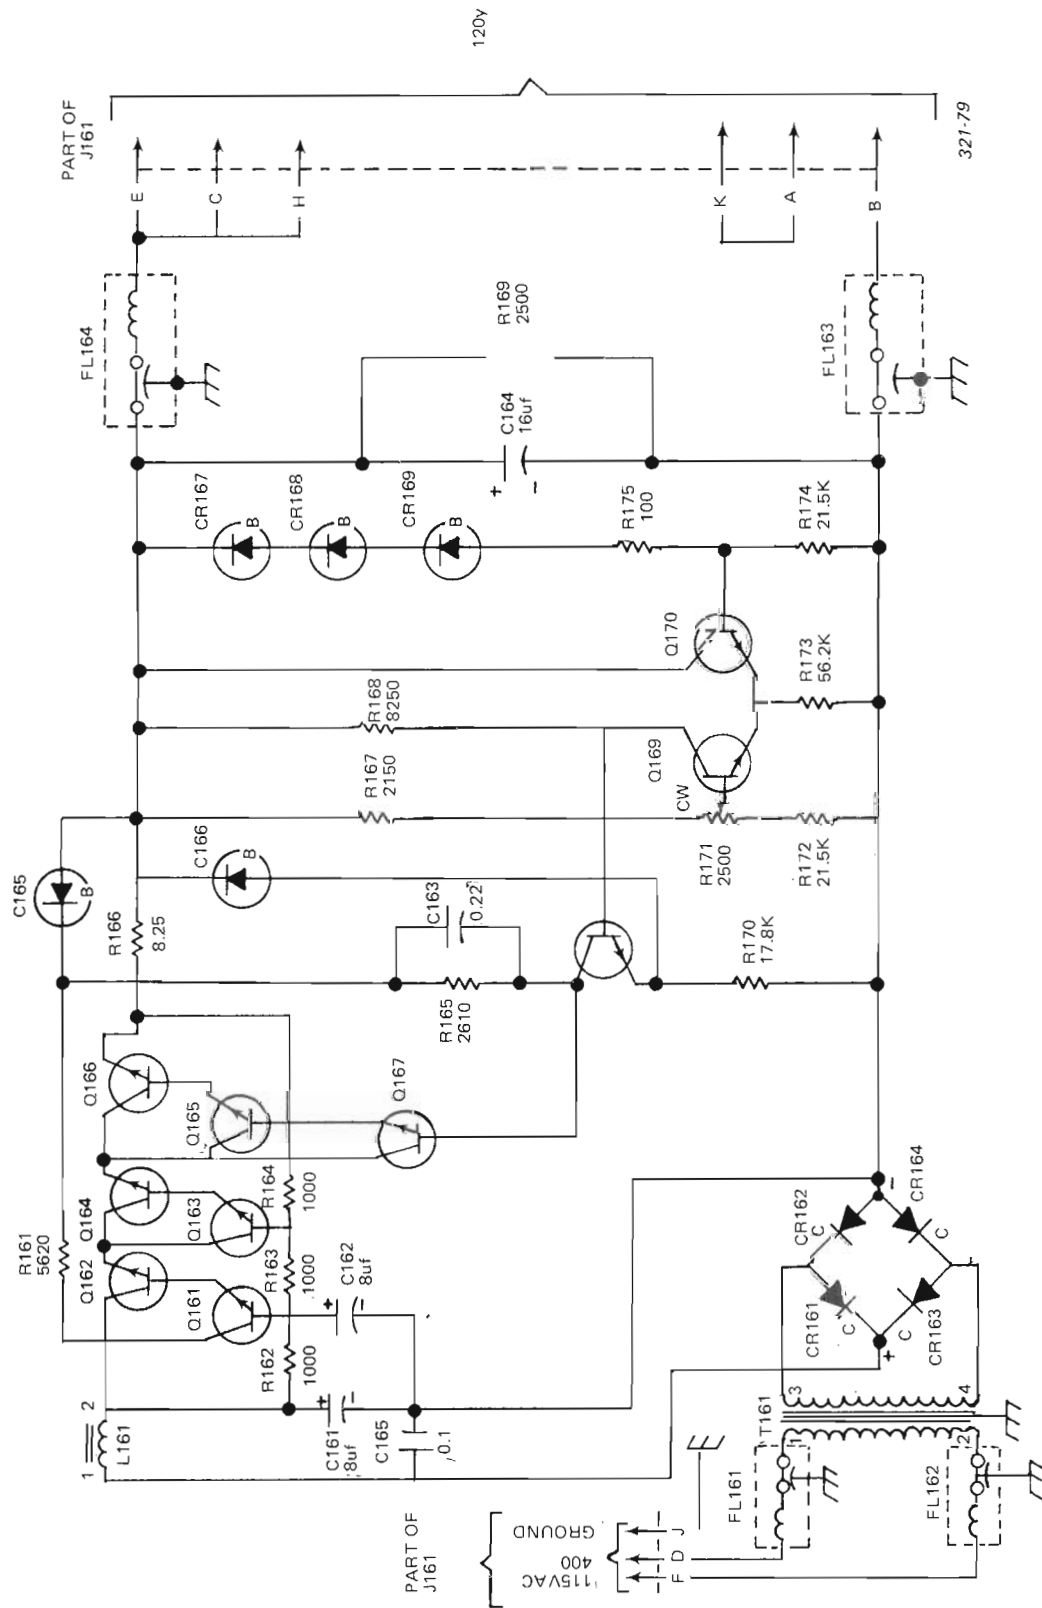 PART OF
J161
120y
321-79
E
C
H
K
A
B
FL164
FL163
R169
2500
C164
16uf
+
-
CR167
B
CR168
B
CR169
B
R175
100
R174
21.5K
Q170
R173
56.2K
R168
8250
Q169
R167
2150
CW
R171
2500
R172
21.5K
C165
B
C166
B
R166
8.25
C163
0.22
R165
2610
R170
17.8K
Q166
Q165
Q167
R161
5620
Q164
Q163
R164
1000
Q162
Q161
R163
1000
R162
1000
C162
8uf
+
-
C161
8uf
+
-
C165
0.1
1
2
L161
CR162
C
CR164
C
CR161
C
CR163
C
+
-
T161
3
4
1
2
FL161
FL162
PART OF
J161
115VAC
400
GROUND
F
D
J